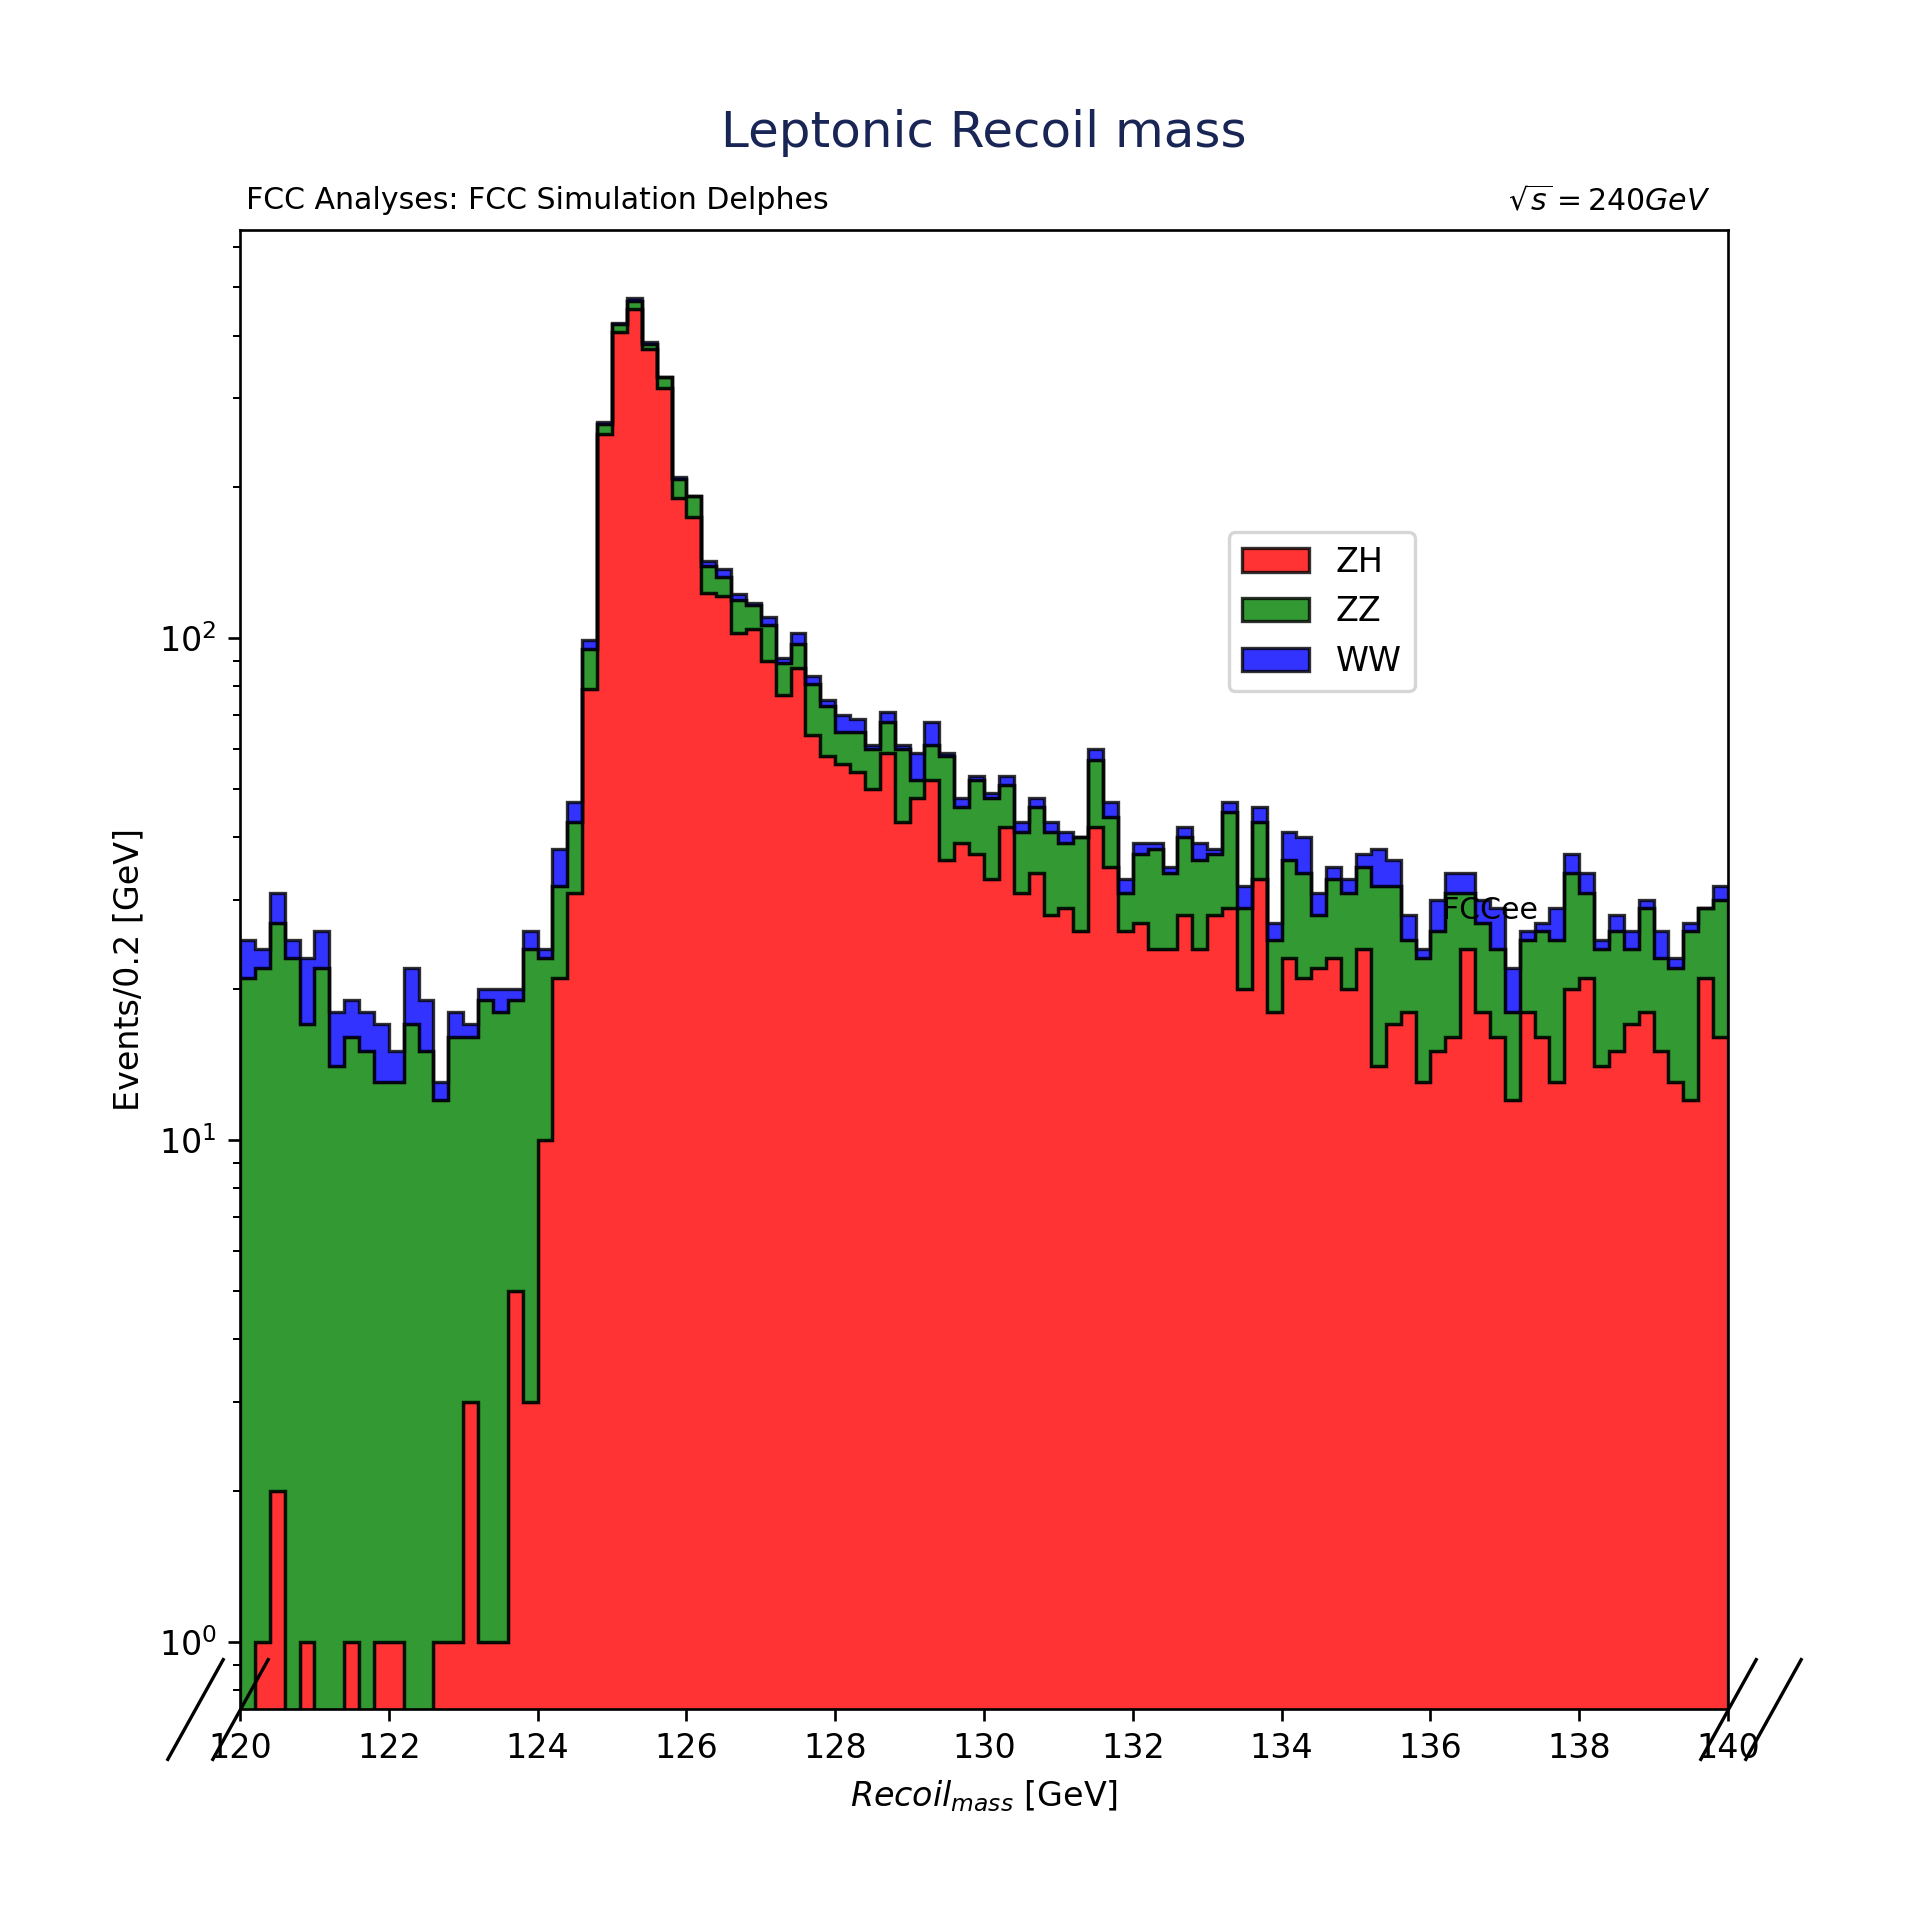 Leptonic Recoil mass
FCC Analyses: FCC Simulation Delphes
√s = 240GeV
ZH
ZZ
WW
FCCee
Events/0.2 [GeV]
10²
10¹
10⁰
120 122 124 126 128 130 132 134 136 138 140
Recoil_mass [GeV]